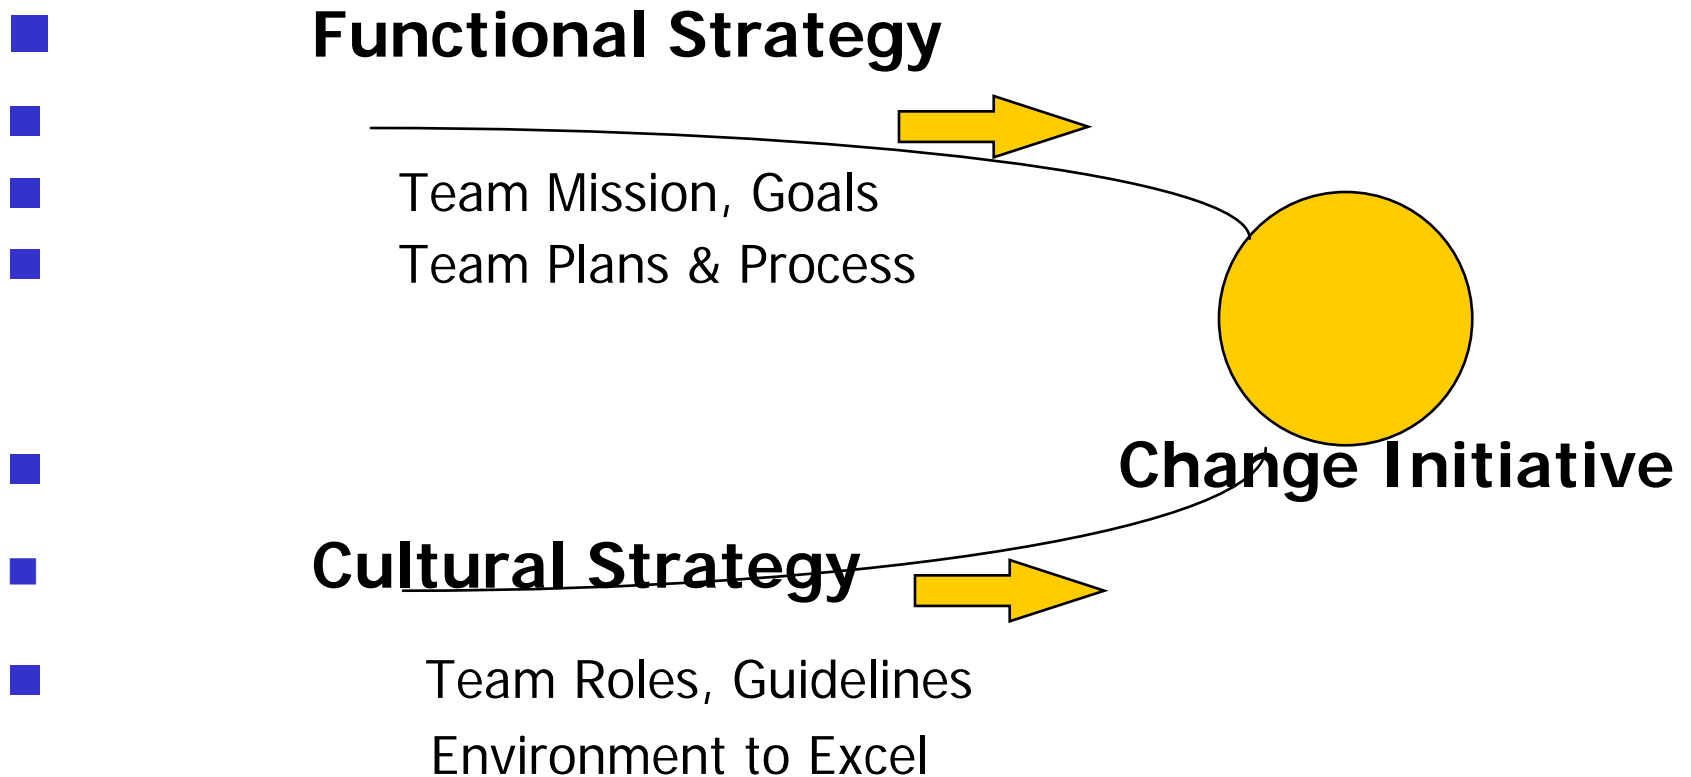 Functional Strategy
Team Mission, Goals
Team Plans & Process
Change Initiative
Cultural Strategy
Team Roles, Guidelines
Environment to Excel